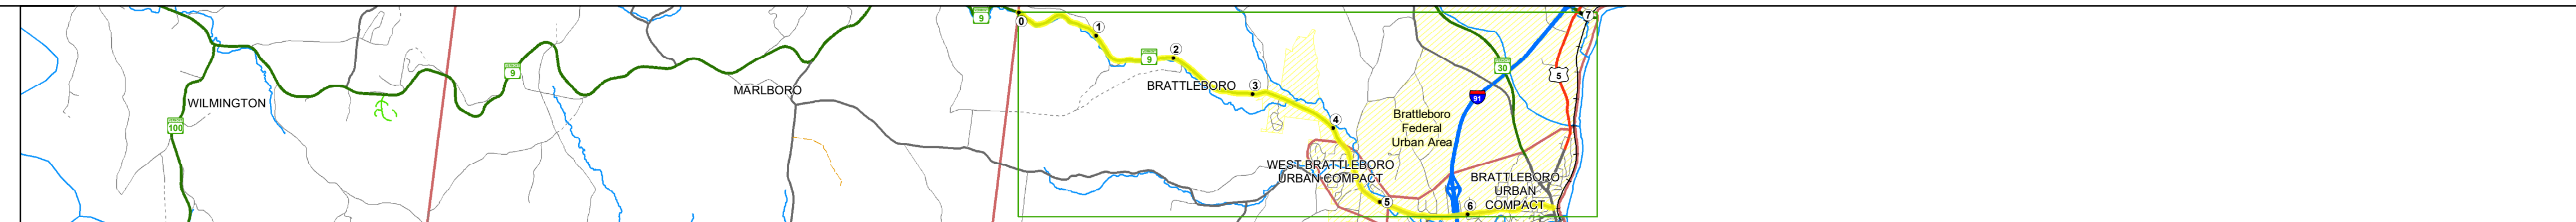 9
0
1
2
9
3
BRATTLEBORO
4
WEST BRATTLEBORO
URBAN COMPACT
5
6
7
WILMINGTON
100
9
MARLBORO
Brattleboro
Federal
Urban Area
30
5
91
BRATTLEBORO
URBAN
COMPACT